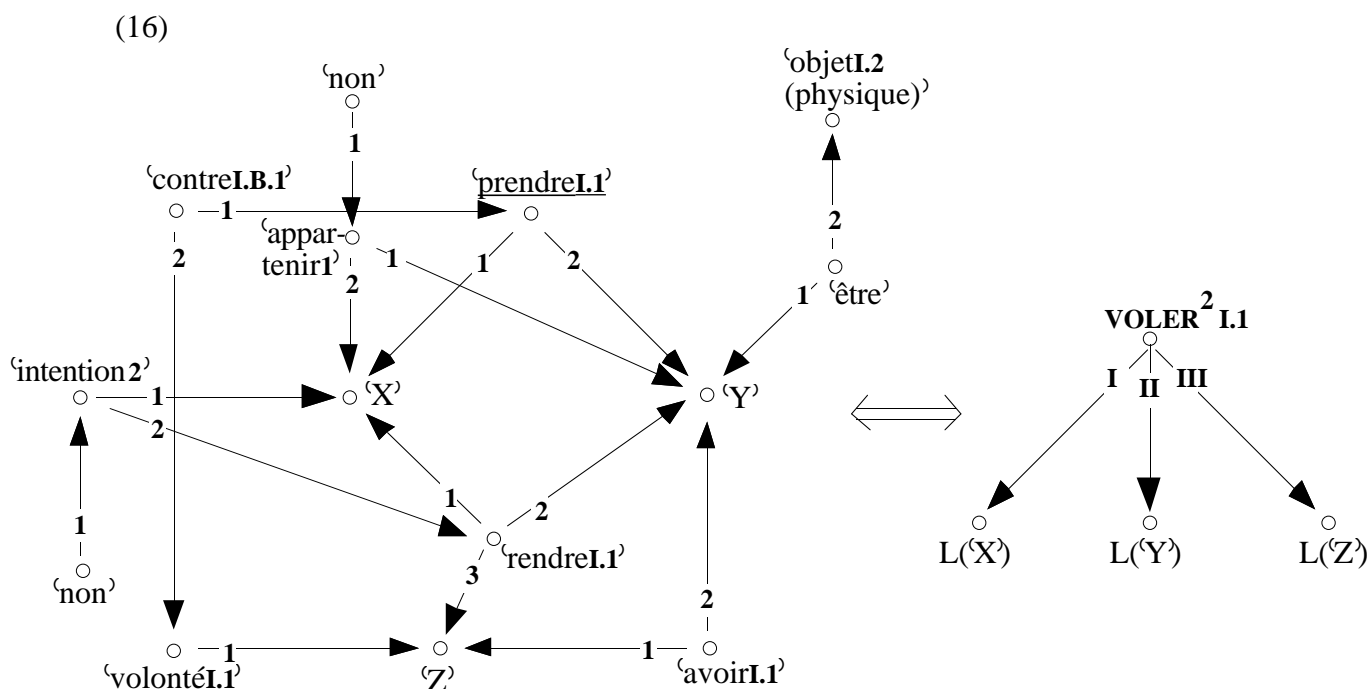 (16)
‘non’
‘objetI.2
(physique)’
1
‘contreI.B.1’
‘prendreI.1’
1
2
‘appar-
tenir1’
2
1
2
1
2
‘être’
1
VOLER² I.1
‘intention2’
1
‘X’
‘Y’
I
II
III
2
1
1
2
2
‘rendreI.1’
L(‘X’)
L(‘Y’)
L(‘Z’)
‘non’
3
1
1
‘volontéI.1’
‘Z’
‘avoirI.1’